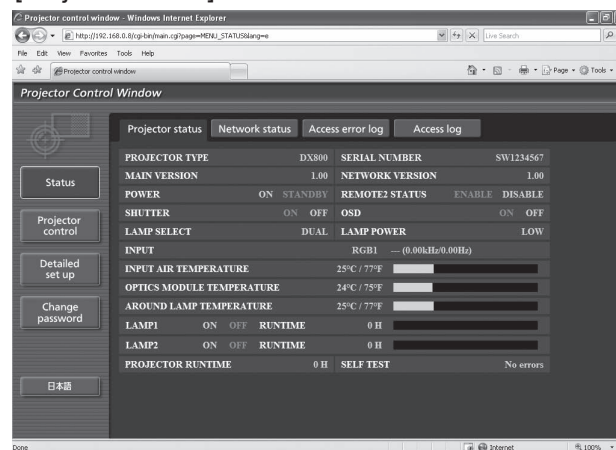 Projector control window - Windows Internet Explorer
http://192.168.0.8/cgi-bin/main.cgi?page=MENU_STATUS&lang=e
Live Search
File Edit View Favorites Tools Help
Projector control window
Page Tools
Projector Control Window
Projector status Network status Access error log Access log
Status
Projector control
Detailed set up
Change password
日本語
PROJECTOR TYPE DX800 SERIAL NUMBER SW1234567
MAIN VERSION 1.00 NETWORK VERSION 1.00
POWER ON STANDBY REMOTE2 STATUS ENABLE DISABLE
SHUTTER ON OFF OSD ON OFF
LAMP SELECT DUAL LAMP POWER LOW
INPUT RGB1 — (0.00kHz/0.00Hz)
INPUT AIR TEMPERATURE 25°C / 77°F
OPTICS MODULE TEMPERATURE 24°C / 75°F
AROUND LAMP TEMPERATURE 25°C / 77°F
LAMP1 ON OFF RUNTIME 0 H
LAMP2 ON OFF RUNTIME 0 H
PROJECTOR RUNTIME 0 H SELF TEST No errors
Done Internet 100%